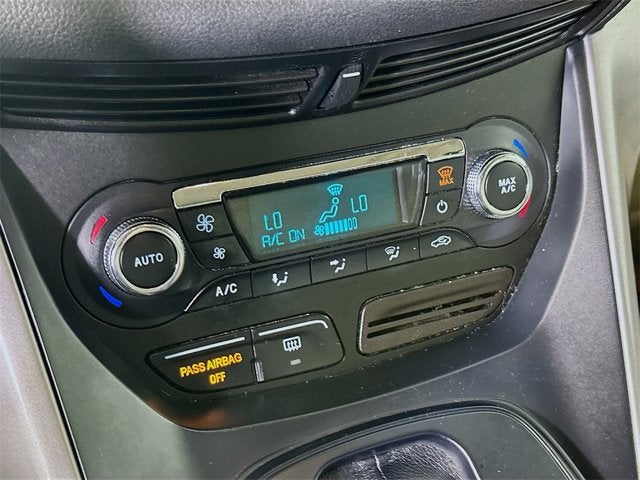 MAX
LO LO
A/C ON
MAX
A/C
AUTO
A/C
PASS AIRBAG
OFF